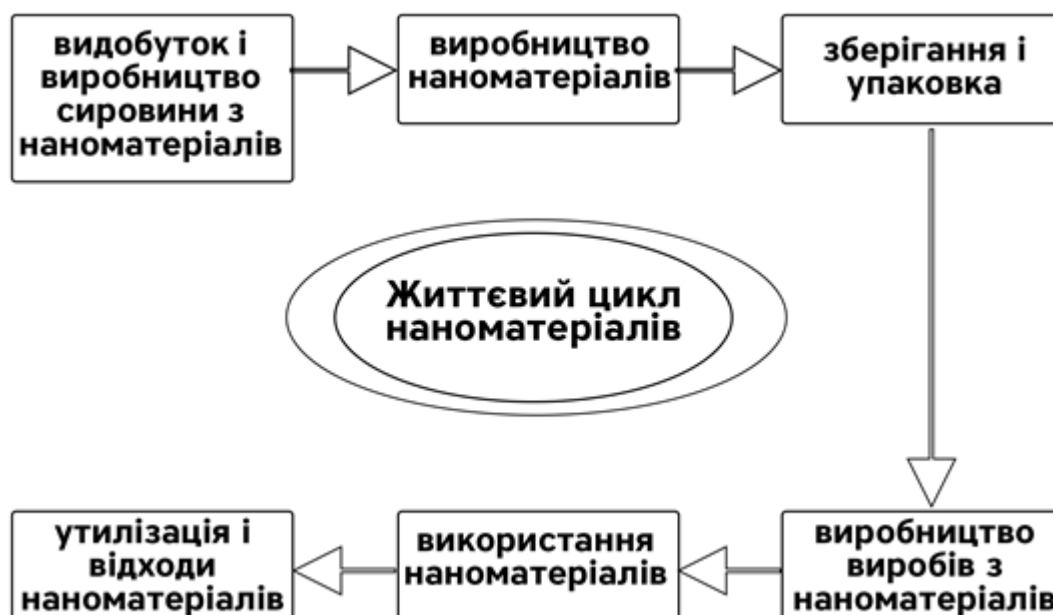 видобуток і
виробництво
сировини з
наноматеріалів
виробництво
наноматеріалів
зберігання і
упаковка
Життєвий цикл
наноматеріалів
утилізація і
відходи
наноматеріалів
використання
наноматеріалів
виробництво
виробів з
наноматеріалів